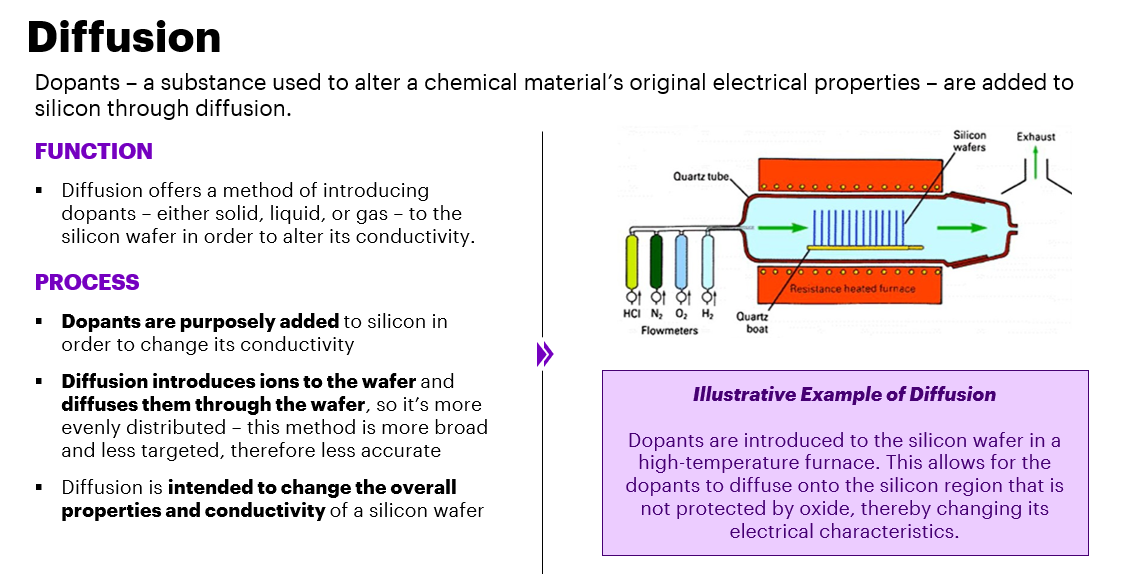 Diffusion
Dopants – a substance used to alter a chemical material's original electrical properties – are added to
silicon through diffusion.
FUNCTION
▪ Diffusion offers a method of introducing
dopants – either solid, liquid, or gas – to the
silicon wafer in order to alter its conductivity.
PROCESS
▪ Dopants are purposely added to silicon in
order to change its conductivity
▪ Diffusion introduces ions to the wafer and
diffuses them through the wafer, so it's more
evenly distributed – this method is more broad
and less targeted, therefore less accurate
▪ Diffusion is intended to change the overall
properties and conductivity of a silicon wafer
Silicon
wafers
Exhaust
Quartz tube
Resistance heated furnace
HCl N₂ O₂ H₂
Flowmeters
Quartz
boat
Illustrative Example of Diffusion
Dopants are introduced to the silicon wafer in a
high-temperature furnace. This allows for the
dopants to diffuse onto the silicon region that is
not protected by oxide, thereby changing its
electrical characteristics.